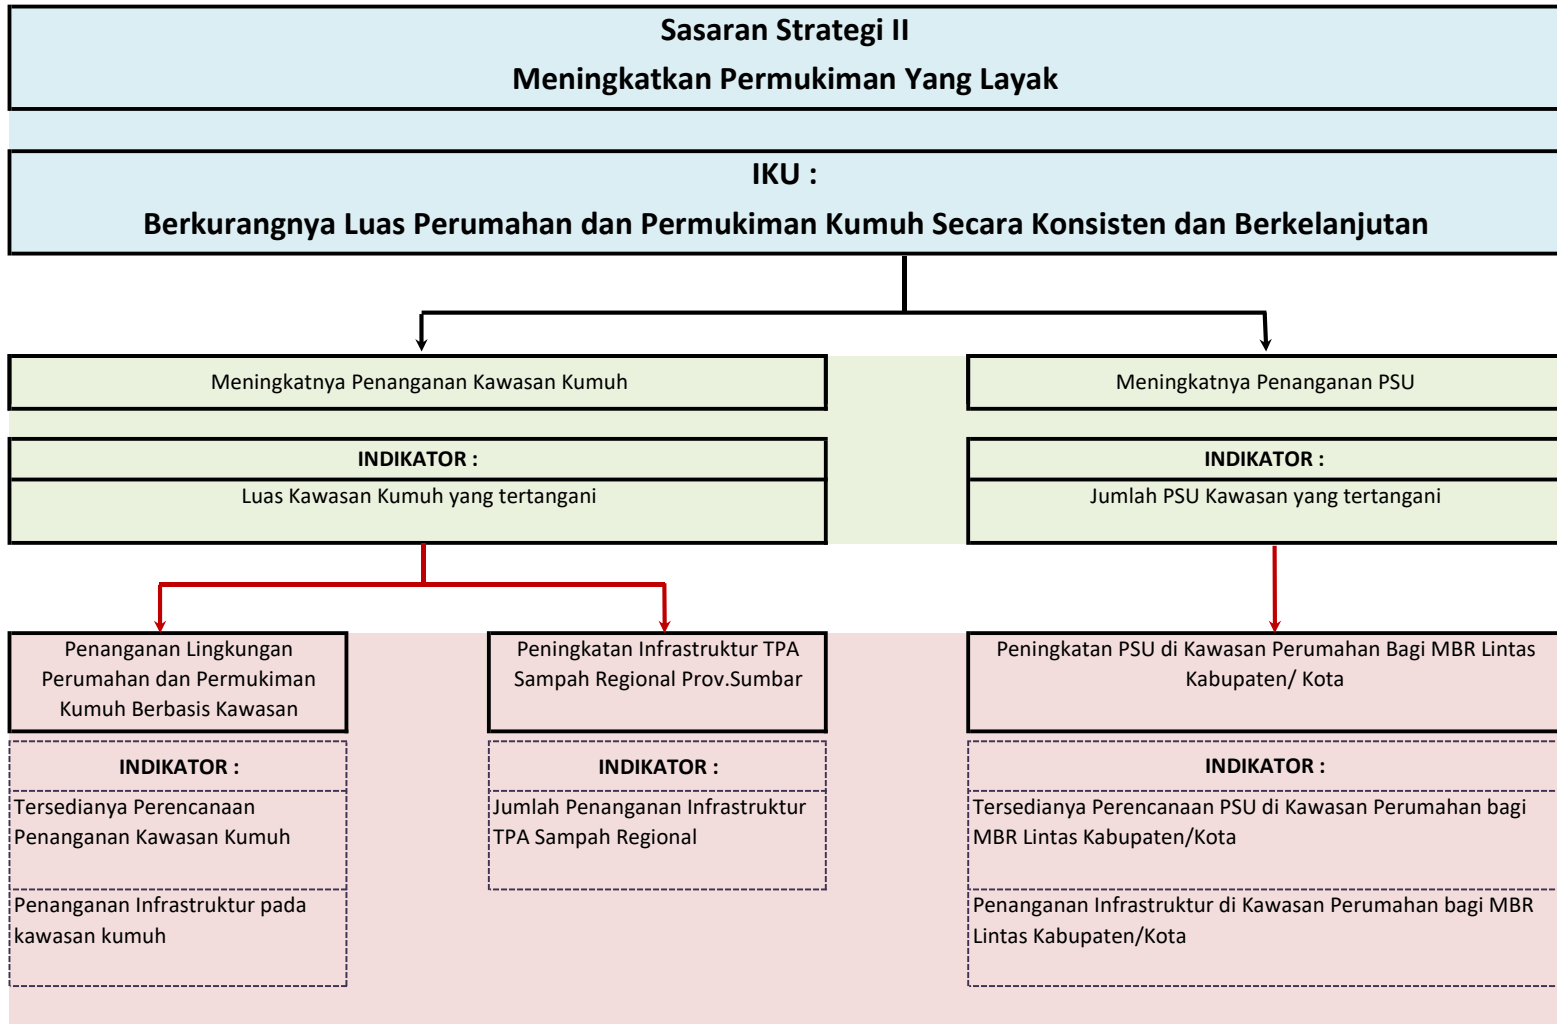 Sasaran Strategi II
Meningkatkan Permukiman Yang Layak
IKU :
Berkurangnya Luas Perumahan dan Permukiman Kumuh Secara Konsisten dan Berkelanjutan
Meningkatnya Penanganan Kawasan Kumuh
INDIKATOR :
Luas Kawasan Kumuh yang tertangani
Meningkatnya Penanganan PSU
INDIKATOR :
Jumlah PSU Kawasan yang tertangani
Penanganan Lingkungan
Perumahan dan Permukiman
Kumuh Berbasis Kawasan
INDIKATOR :
Tersedianya Perencanaan
Penanganan Kawasan Kumuh
Penanganan Infrastruktur pada
kawasan kumuh
Peningkatan Infrastruktur TPA
Sampah Regional Prov.Sumbar
INDIKATOR :
Jumlah Penanganan Infrastruktur
TPA Sampah Regional
Peningkatan PSU di Kawasan Perumahan Bagi MBR Lintas
Kabupaten/ Kota
INDIKATOR :
Tersedianya Perencanaan PSU di Kawasan Perumahan bagi
MBR Lintas Kabupaten/Kota
Penanganan Infrastruktur di Kawasan Perumahan bagi MBR
Lintas Kabupaten/Kota